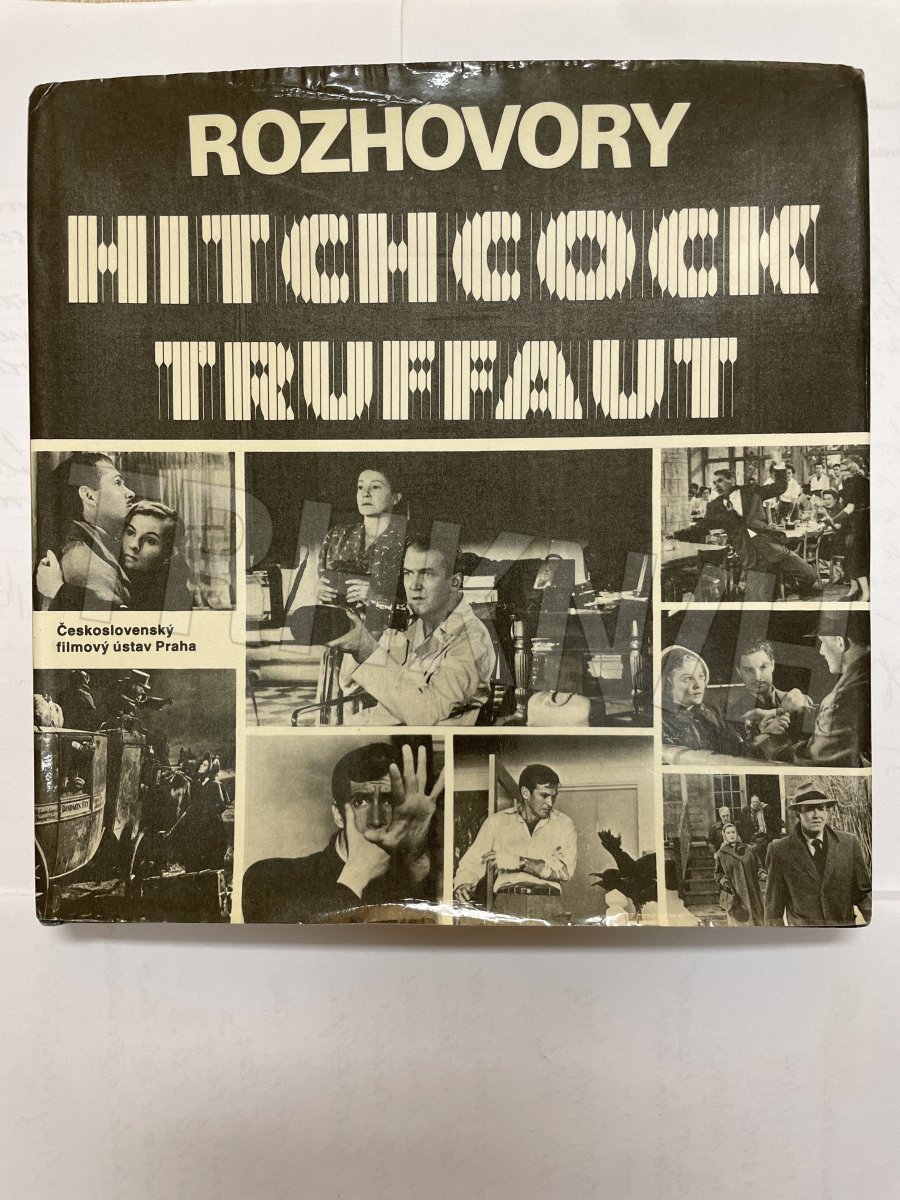 ROZHOVORY
HITCHCOCK
TRUFFAUT
Československý
filmový ústav Praha